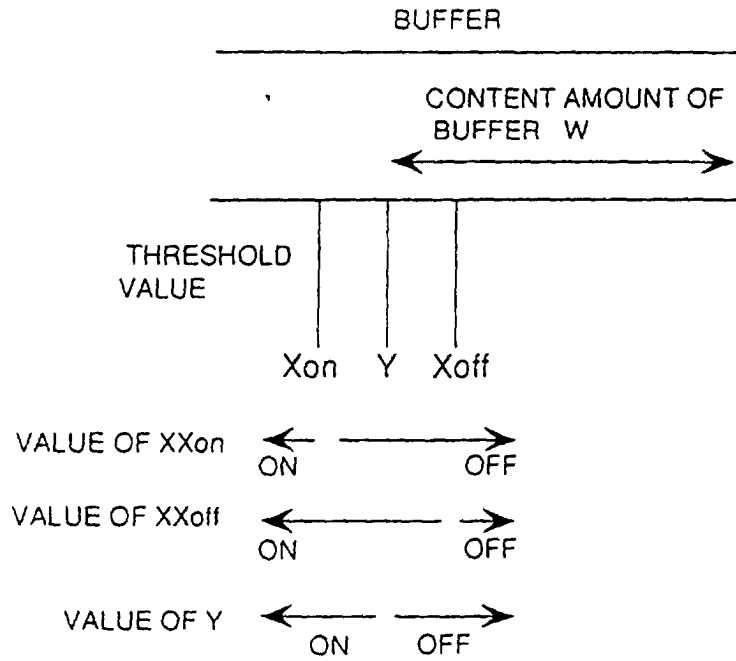 BUFFER
CONTENT AMOUNT OF
BUFFER W
THRESHOLD
VALUE
Xon Y Xoff
VALUE OF XXon
ON OFF
VALUE OF XXoff
ON OFF
VALUE OF Y
ON OFF